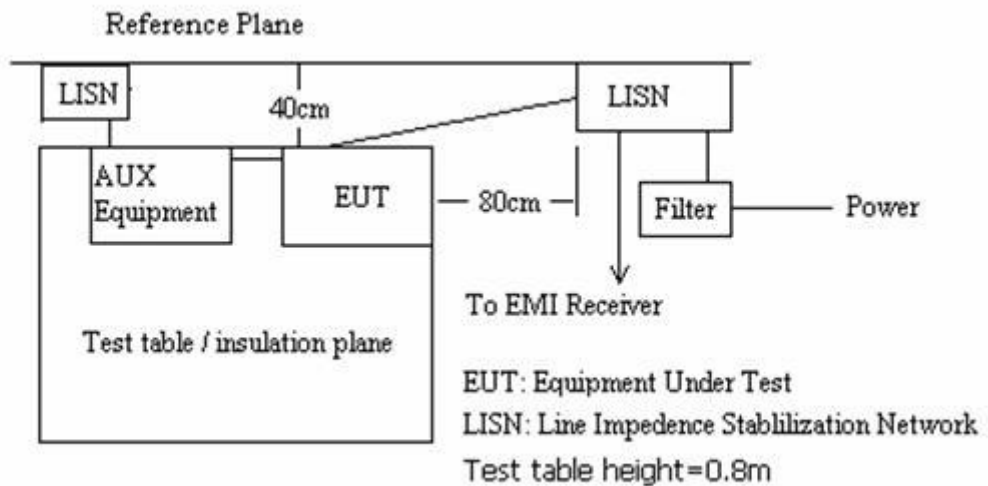 Reference Plane
LISN
40cm
LISN
AUX
Equipment
EUT
80cm
Filter
Power
To EMI Receiver
Test table / insulation plane
EUT: Equipment Under Test
LISN: Line Impedence Stablilization Network
Test table height=0.8m